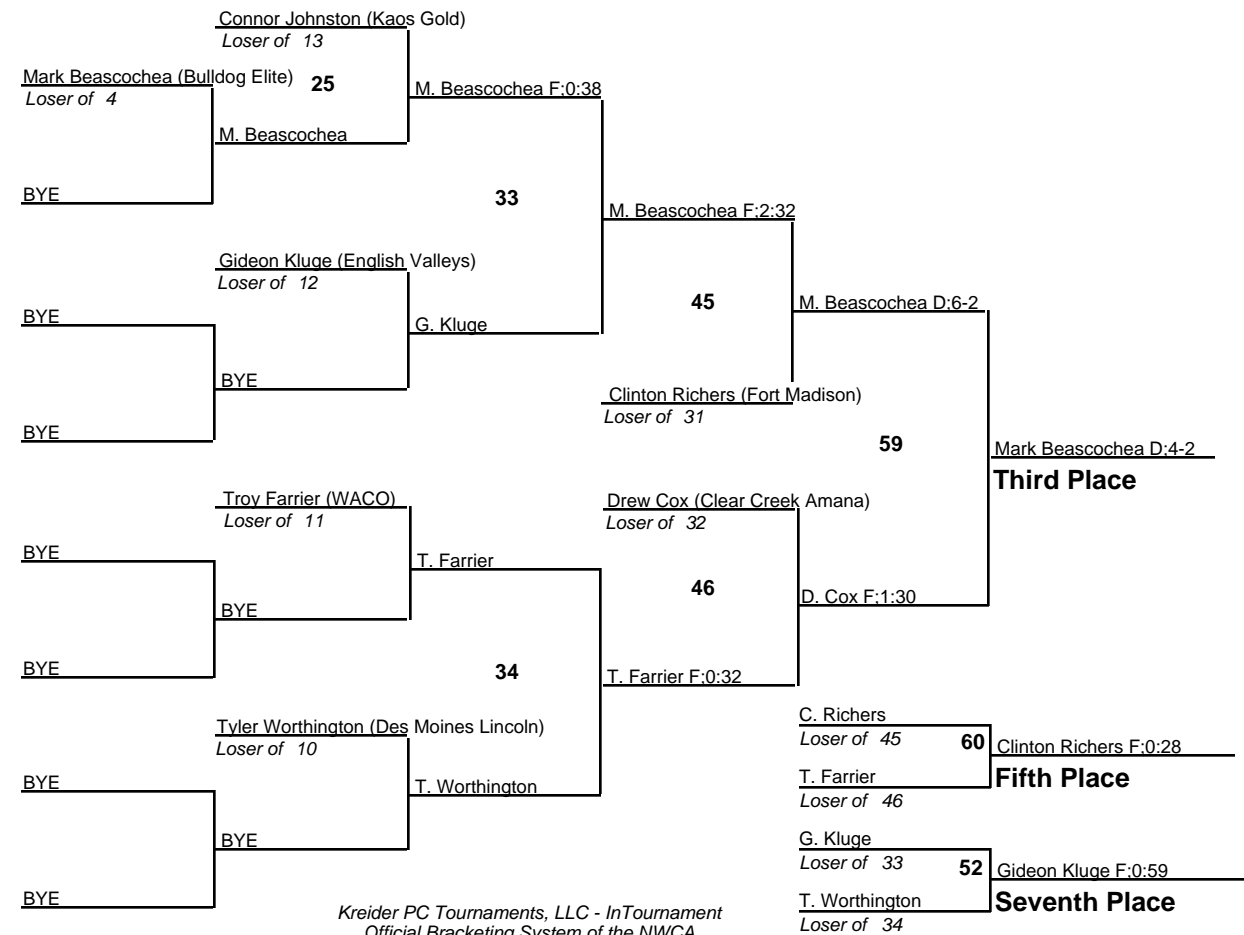 Connor Johnston (Kaos Gold)
Loser of 13
Mark Beascochea (Bulldog Elite)
Loser of 4
25
M. Beascochea F;0:38
M. Beascochea
BYE
33
M. Beascochea F;2:32
Gideon Kluge (English Valleys)
Loser of 12
BYE
G. Kluge
45
M. Beascochea D;6-2
BYE
Clinton Richers (Fort Madison)
Loser of 31
BYE
59
Mark Beascochea D;4-2
Third Place
Troy Farrier (WACO)
Loser of 11
Drew Cox (Clear Creek Amana)
Loser of 32
BYE
T. Farrier
46
D. Cox F;1:30
BYE
BYE
34
T. Farrier F;0:32
Tyler Worthington (Des Moines Lincoln)
Loser of 10
BYE
T. Worthington
BYE
BYE
C. Richers
Loser of 45
60
Clinton Richers F;0:28
T. Farrier
Loser of 46
Fifth Place
G. Kluge
Loser of 33
52
Gideon Kluge F;0:59
T. Worthington
Loser of 34
Seventh Place
Kreider PC Tournaments, LLC - InTournament
Official Bracketing System of the NWCA